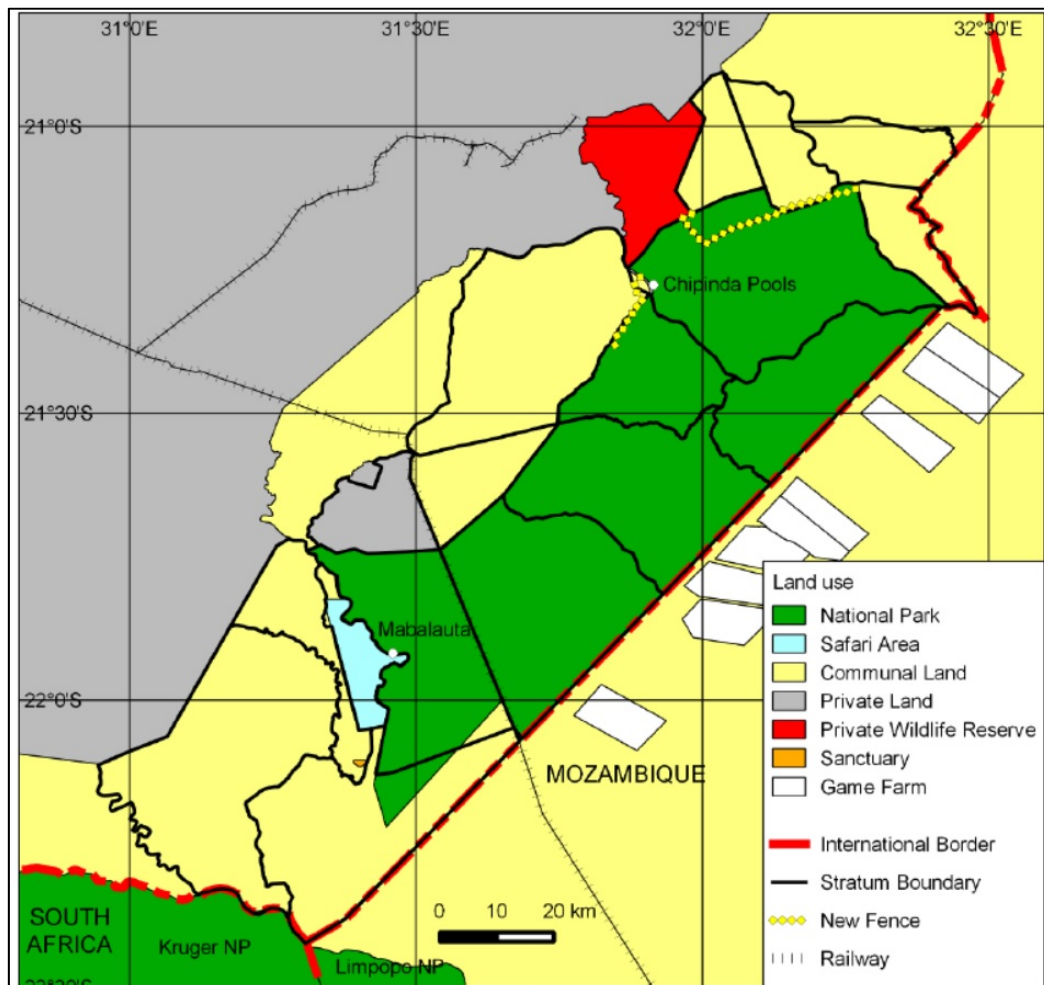 31°0'E
31°30'E
32°0'E
32°30'E
21°0'S
Chipinda Pools
21°30'S
Mabalauta
22°0'S
MOZAMBIQUE
SOUTH
AFRICA
Kruger NP
Limpopo NP
0 10 20 km
Land use
National Park
Safari Area
Communal Land
Private Land
Private Wildlife Reserve
Sanctuary
Game Farm
International Border
Stratum Boundary
New Fence
Railway